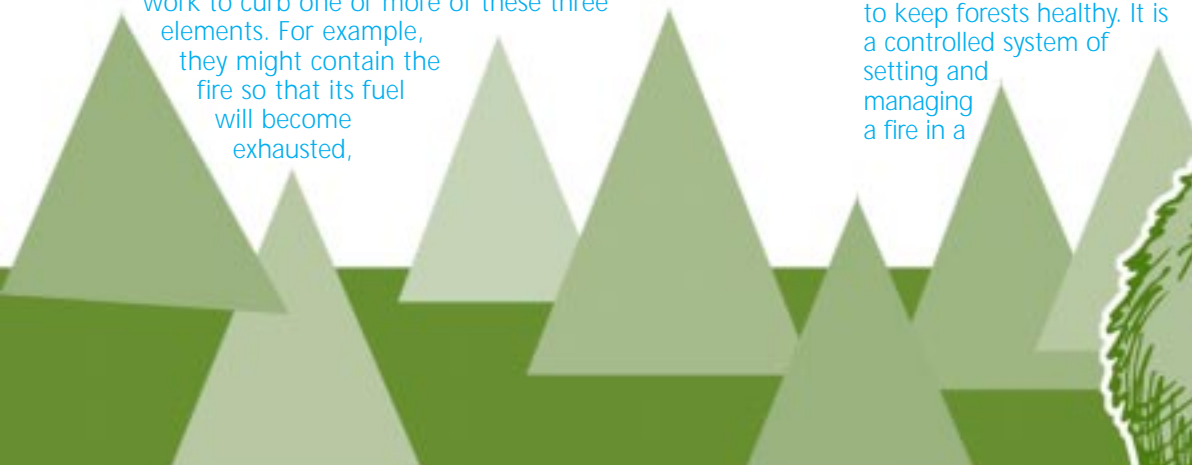 work to curb one or more of these three
elements. For example,
they might contain the
fire so that its fuel
will become
exhausted,
to keep forests healthy. It is
a controlled system of
setting and
managing
a fire in a